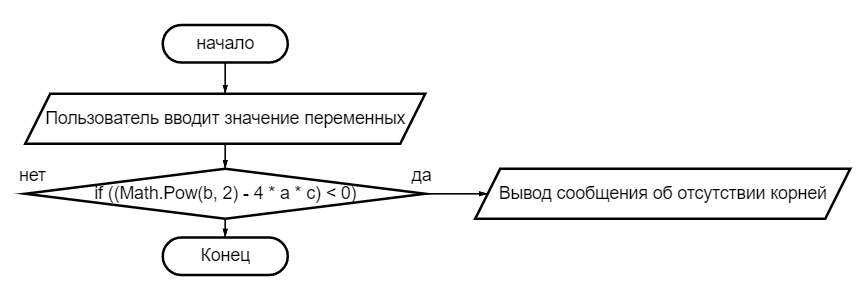 начало
Пользователь вводит значение переменных
нет
да
if ((Math.Pow(b, 2) - 4 * a * c) < 0)
Вывод сообщения об отсутствии корней
Конец